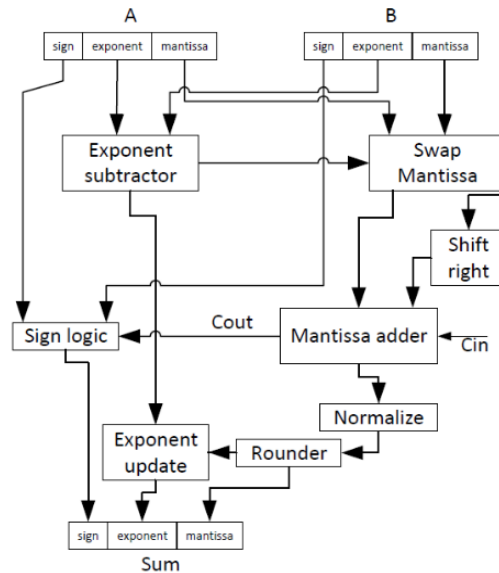 A B
sign exponent mantissa sign exponent mantissa
Exponent
subtractor
Swap
Mantissa
Shift
right
Sign logic
Cout
Mantissa adder
Cin
Normalize
Exponent
update
Rounder
sign exponent mantissa
Sum